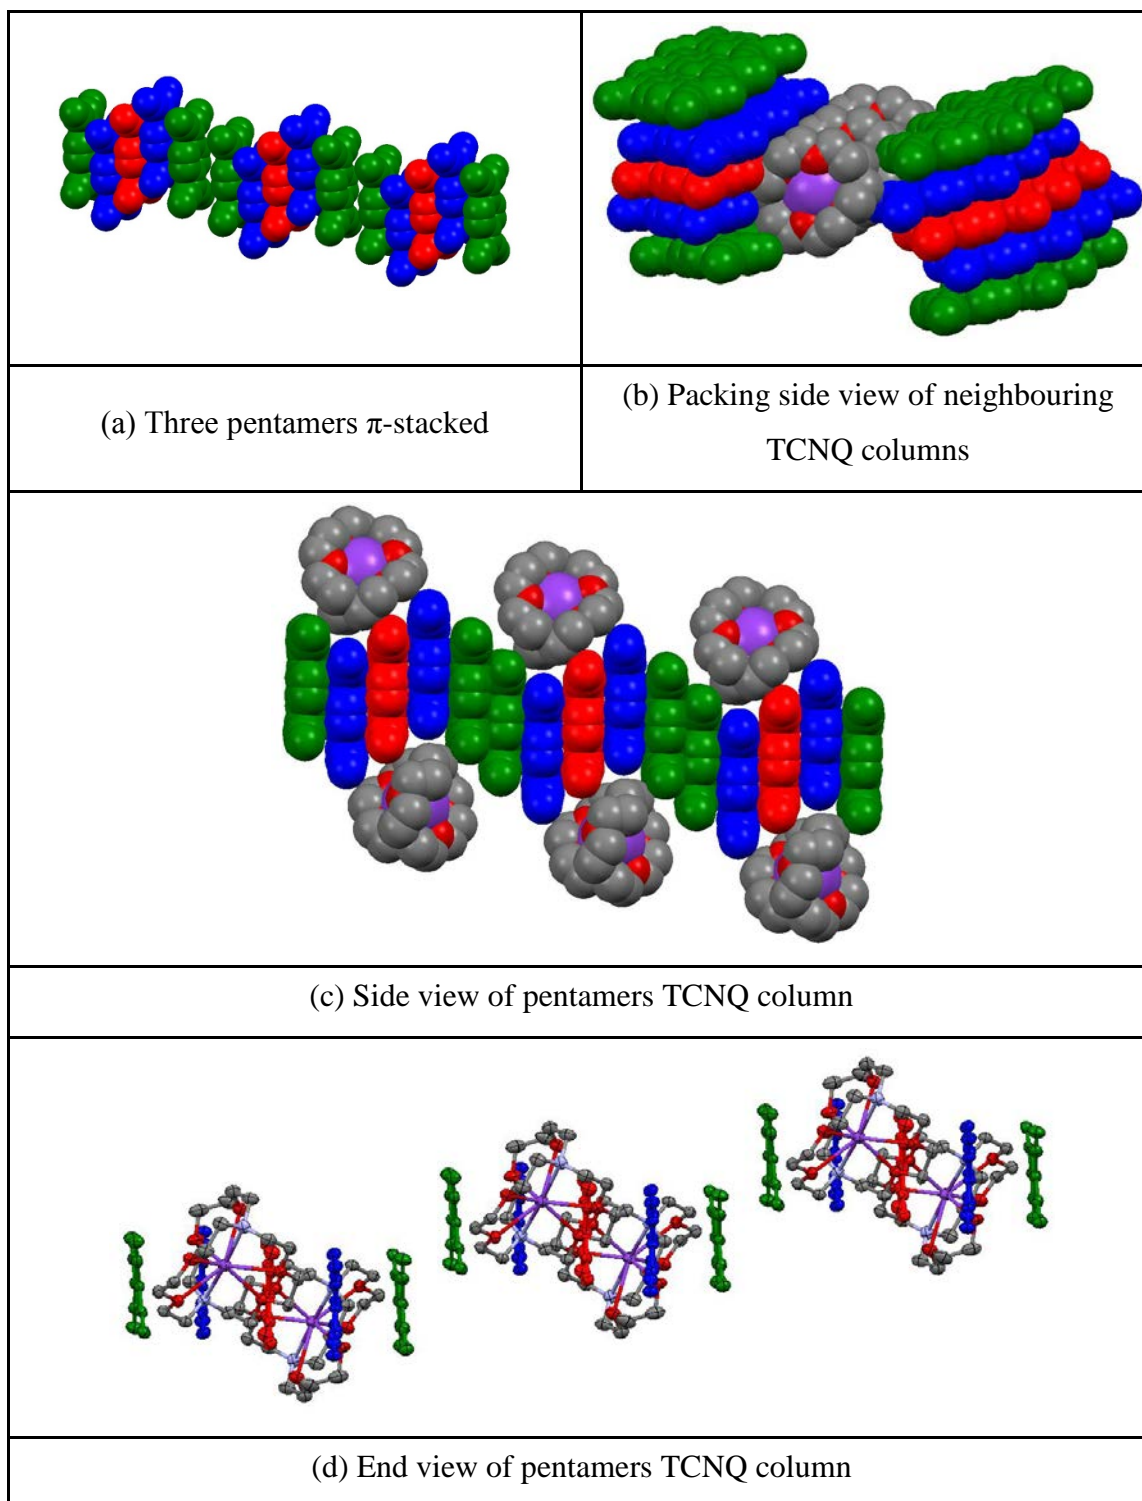 (a) Three pentamers π-stacked
(b) Packing side view of neighbouring
TCNQ columns
(c) Side view of pentamers TCNQ column
(d) End view of pentamers TCNQ column